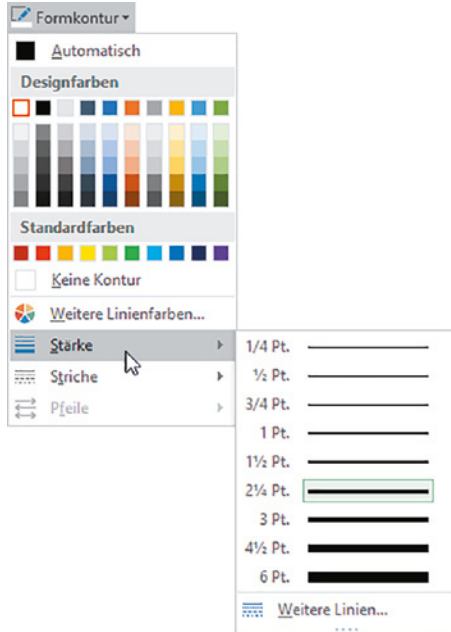 Formkontur
Automatisch
Designfarben
Standardfarben
Keine Kontur
Weitere Linienfarben...
Stärke
Striche
Pfeile
1/4 Pt.
½ Pt.
3/4 Pt.
1 Pt.
1½ Pt.
2¼ Pt.
3 Pt.
4½ Pt.
6 Pt.
Weitere Linien...